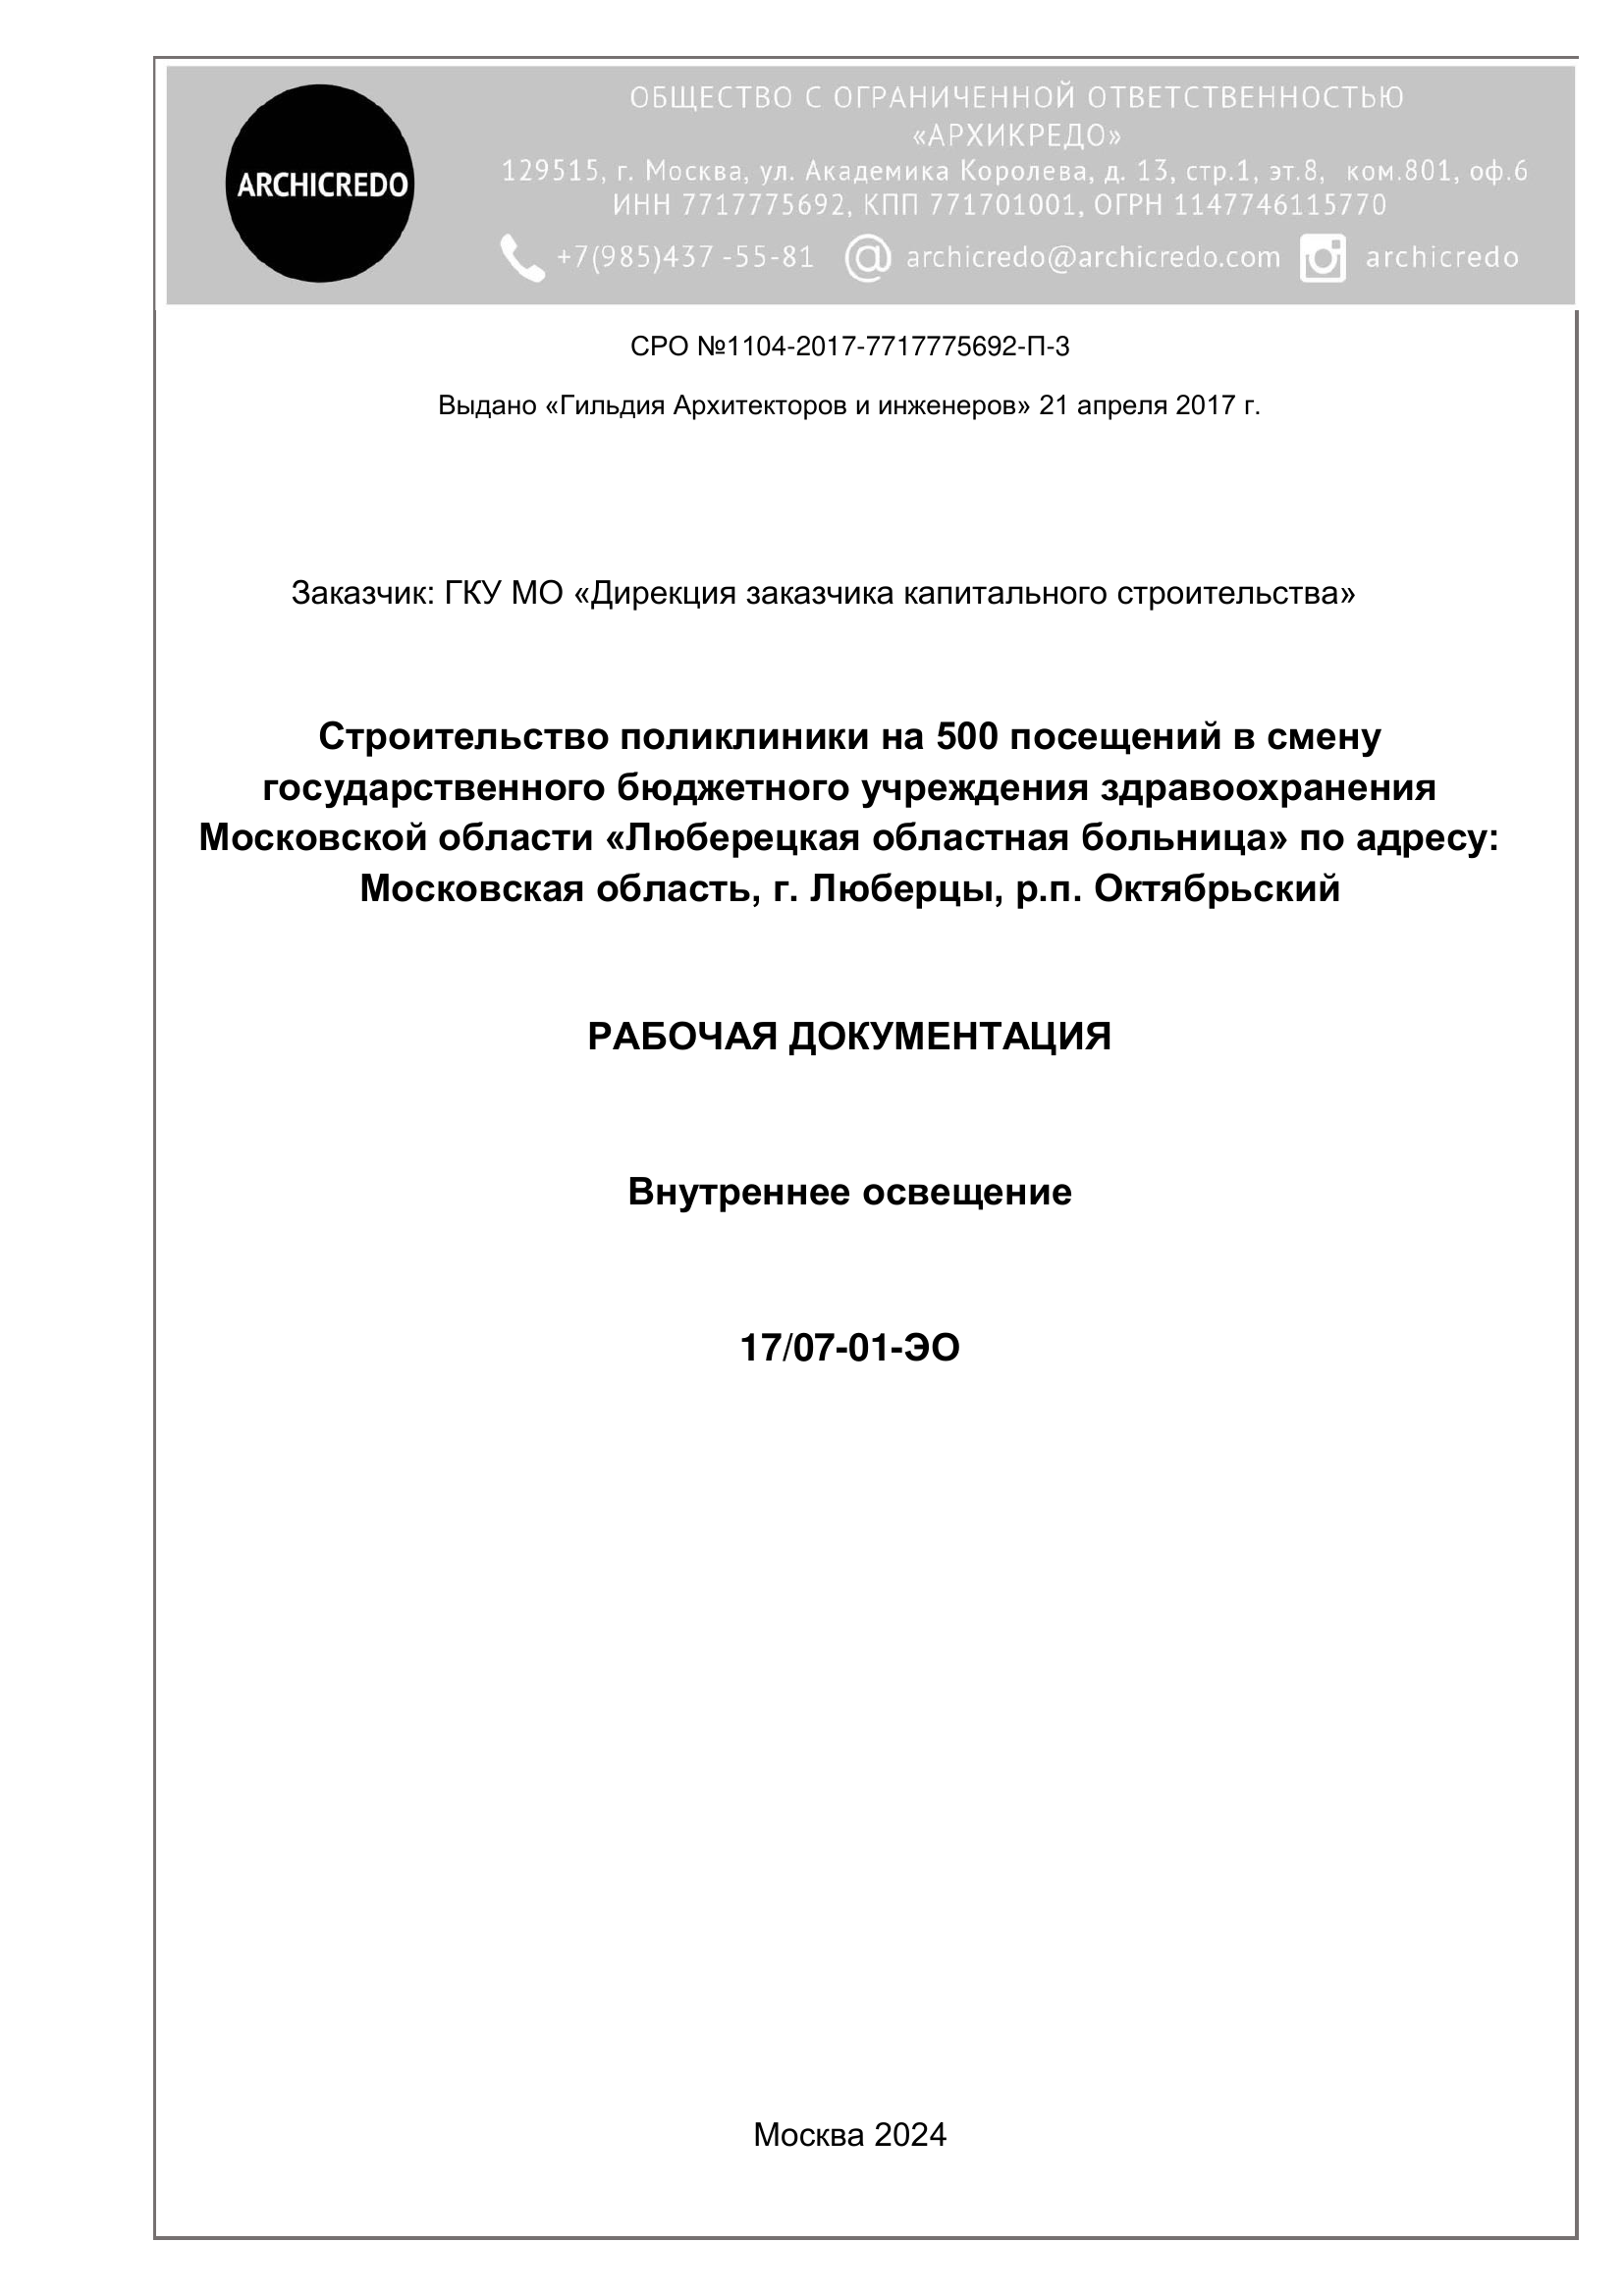 ARCHICREDO
ОБЩЕСТВО С ОГРАНИЧЕННОЙ ОТВЕТСТВЕННОСТЬЮ
«АРХИКРЕДО»
129515, г. Москва, ул. Академика Королева, д. 13, стр.1, эт.8, ком.801, оф.6
ИНН 7717775692, КПП 771701001, ОГРН 1147746115770
+7(985)437 -55-81 archicredo@archicredo.com archicredo
СРО №1104-2017-7717775692-П-3
Выдано «Гильдия Архитекторов и инженеров» 21 апреля 2017 г.
Заказчик: ГКУ МО «Дирекция заказчика капитального строительства»
Строительство поликлиники на 500 посещений в смену
государственного бюджетного учреждения здравоохранения
Московской области «Люберецкая областная больница» по адресу:
Московская область, г. Люберцы, р.п. Октябрьский
РАБОЧАЯ ДОКУМЕНТАЦИЯ
Внутреннее освещение
17/07-01-ЭО
Москва 2024